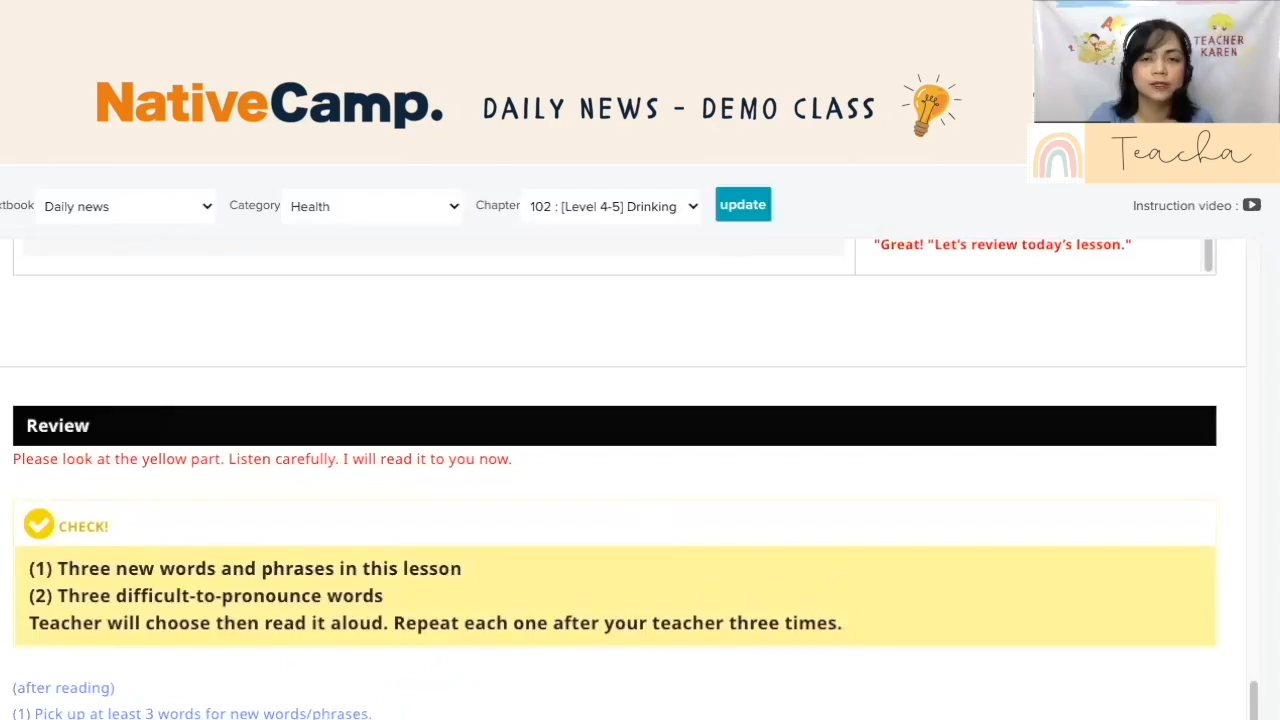 NativeCamp. DAILY NEWS - DEMO CLASS
TEACHER
KAREN
Teacha
xtbook Daily news Category Health Chapter 102 : [Level 4-5] Drinking update Instruction video :
"Great! "Let's review today's lesson."
Review
Please look at the yellow part. Listen carefully. I will read it to you now.
CHECK!
(1) Three new words and phrases in this lesson
(2) Three difficult-to-pronounce words
Teacher will choose then read it aloud. Repeat each one after your teacher three times.
(after reading)
(1) Pick up at least 3 words for new words/phrases.